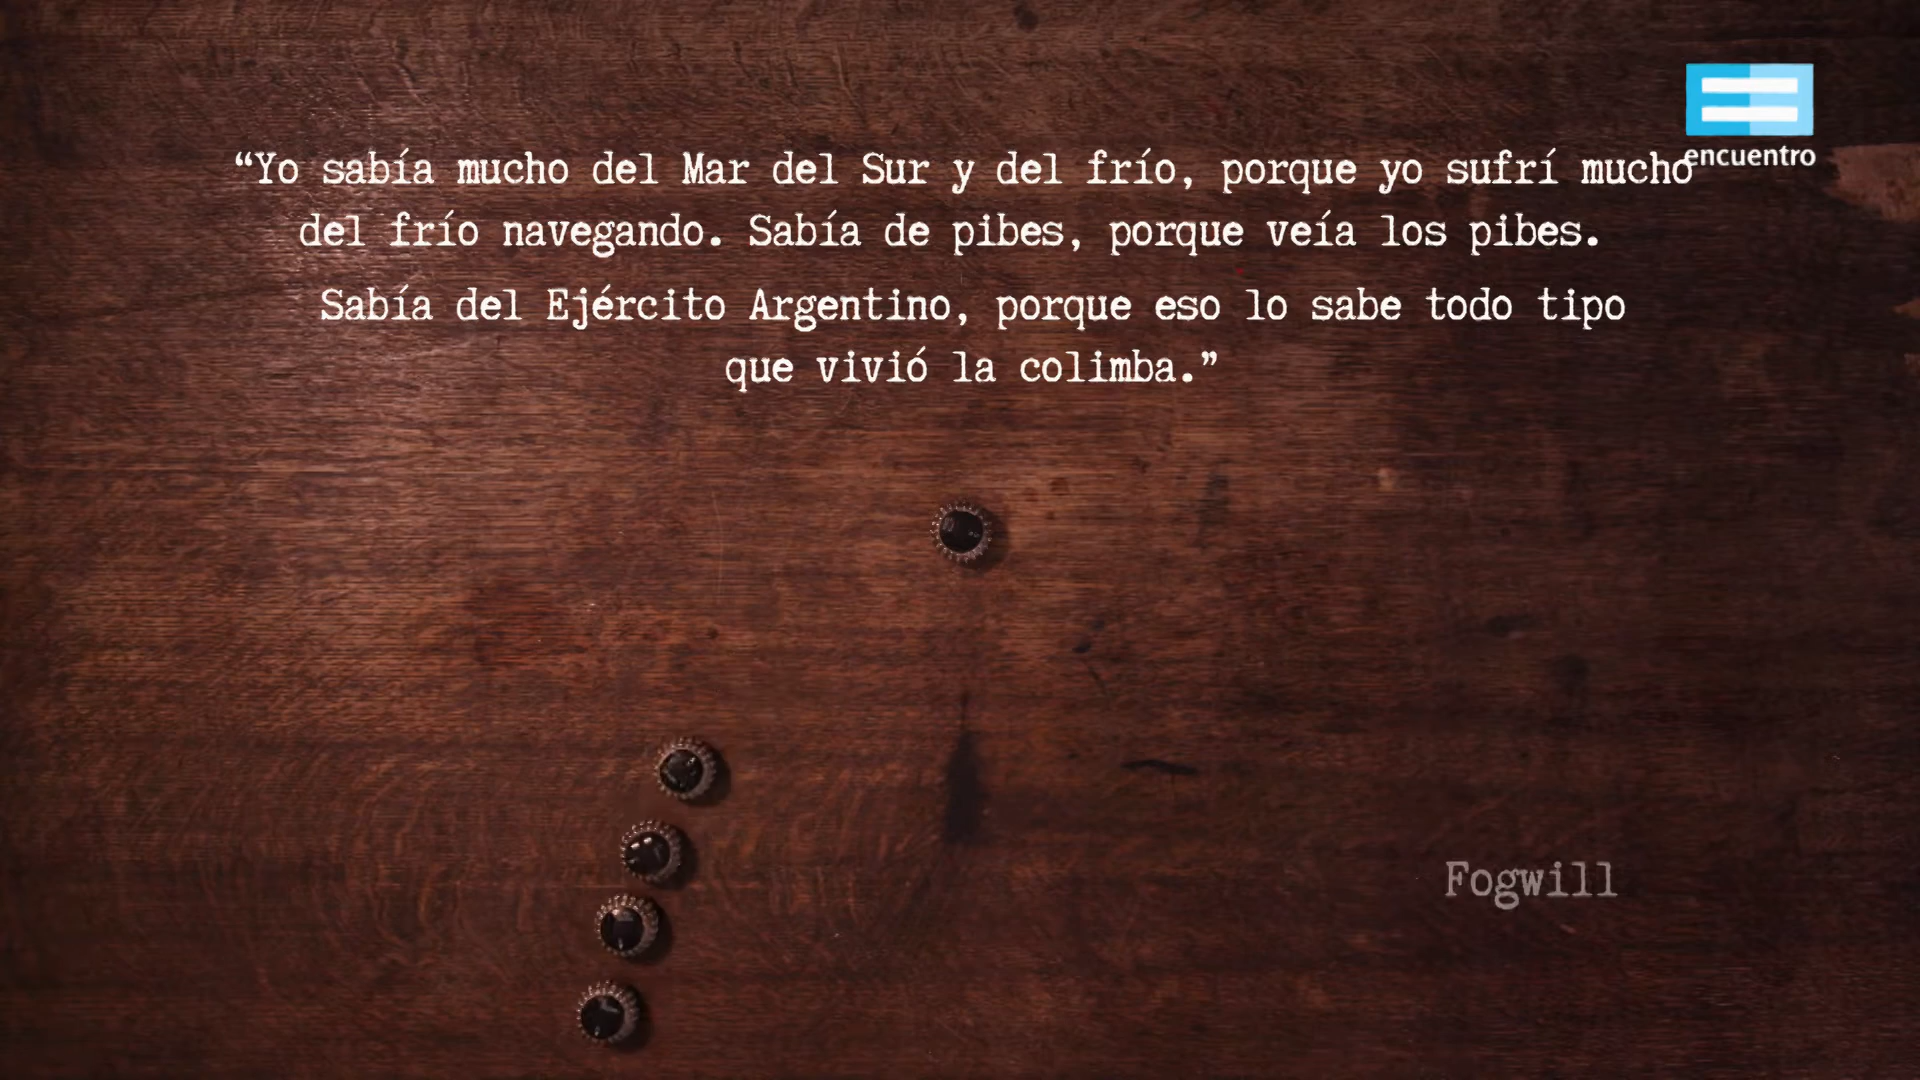 encuentro
“Yo sabía mucho del Mar del Sur y del frío, porque yo sufrí mucho
del frío navegando. Sabía de pibes, porque veía los pibes.
Sabía del Ejército Argentino, porque eso lo sabe todo tipo
que vivió la colimba.”
Fogwill